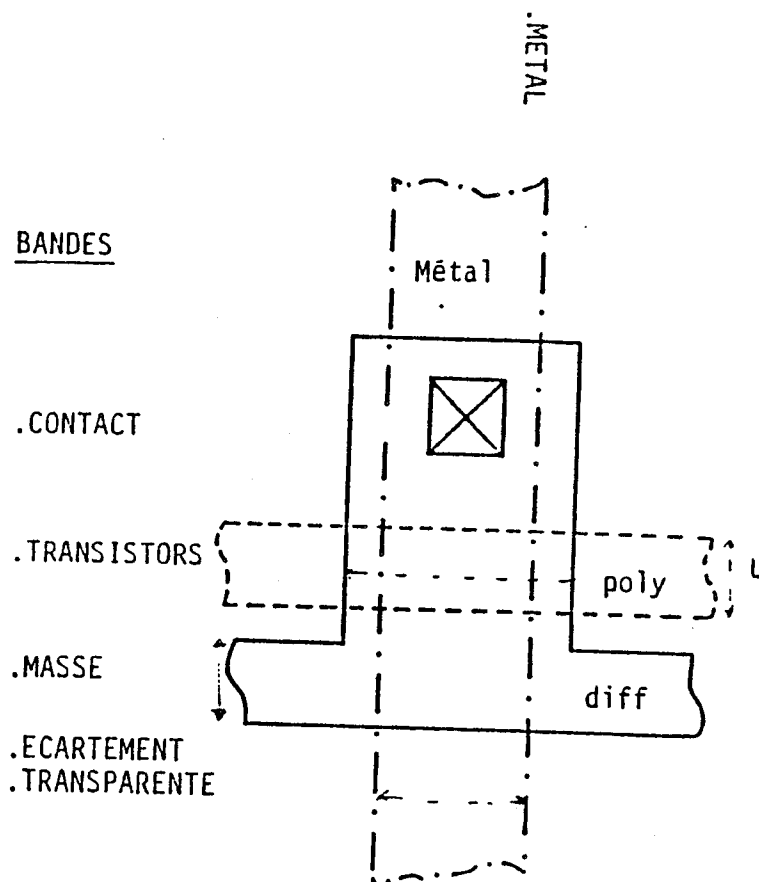 .METAL
BANDES
Métal
.CONTACT
.TRANSISTORS
poly
L
.MASSE
diff
.ECARTEMENT
.TRANSPARENTE